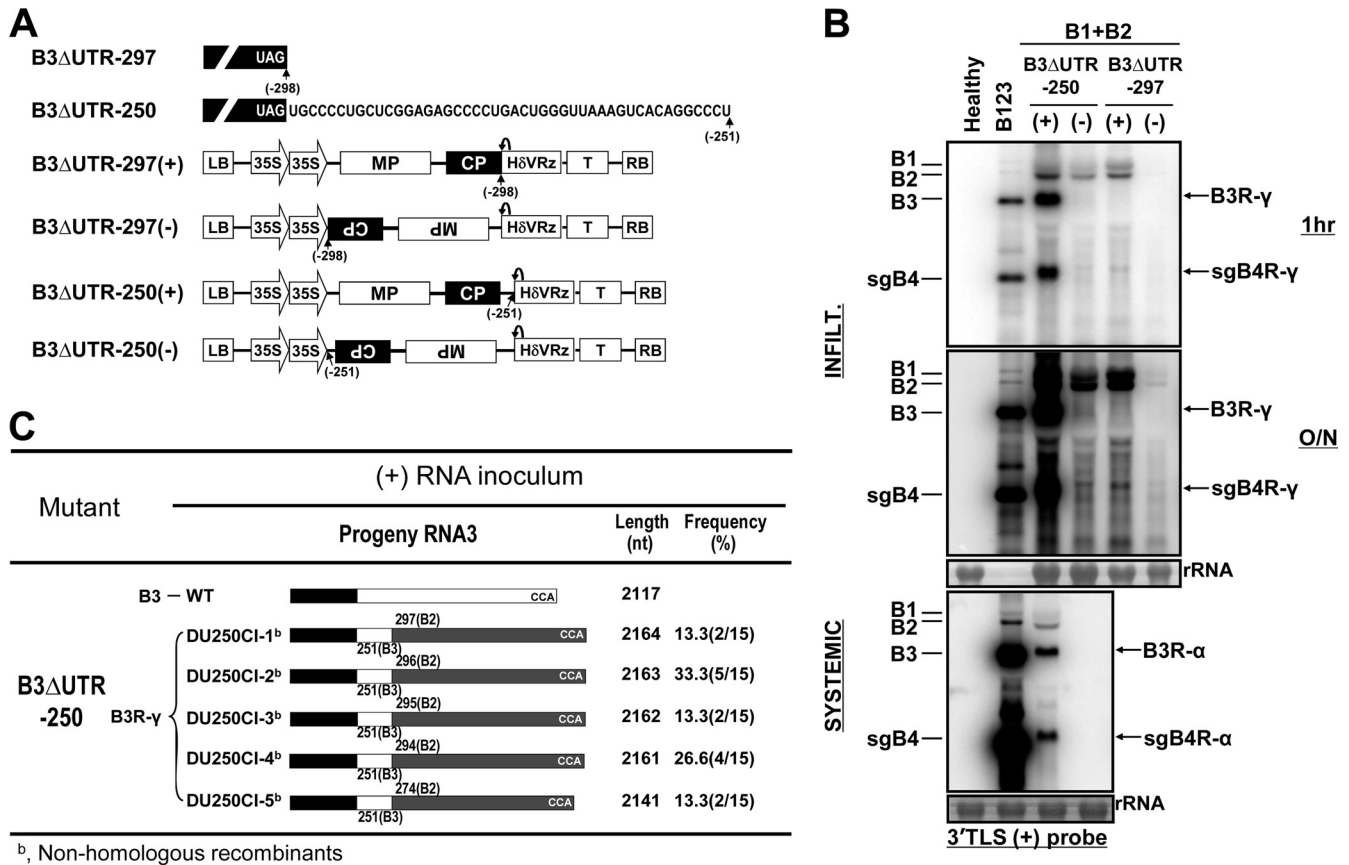 A
B3ΔUTR-297
UAG
(-298)
B3ΔUTR-250
UAG UGCCCCUGCUCGGAGAGCCCCUGACUGGGUUAAAGUCACAGGCCCU
(-251)
B3ΔUTR-297(+)
LB 35S 35S MP CP HδVRz T RB
(-298)
B3ΔUTR-297(-)
LB 35S 35S CP MP HδVRz T RB
(-298)
B3ΔUTR-250(+)
LB 35S 35S MP CP HδVRz T RB
(-251)
B3ΔUTR-250(-)
LB 35S 35S CP MP HδVRz T RB
(-251)
B
B1+B2
Healthy
B123
B3ΔUTR -250
B3ΔUTR -297
(+) (-) (+) (-)
INFILT.
B1
B2
B3
sgB4
B3R-γ
sgB4R-γ
1hr
B1
B2
B3
sgB4
B3R-γ
sgB4R-γ
O/N
rRNA
SYSTEMIC
B1
B2
B3
sgB4
B3R-α
sgB4R-α
rRNA
3′TLS (+) probe
C
Mutant
(+) RNA inoculum
Progeny RNA3
Length (nt)
Frequency (%)
B3 – WT CCA 2117
B3ΔUTR -250
B3R-γ
DU250CI-1ᵇ 297(B2) 251(B3) CCA 2164 13.3(2/15)
DU250CI-2ᵇ 296(B2) 251(B3) CCA 2163 33.3(5/15)
DU250CI-3ᵇ 295(B2) 251(B3) CCA 2162 13.3(2/15)
DU250CI-4ᵇ 294(B2) 251(B3) CCA 2161 26.6(4/15)
DU250CI-5ᵇ 274(B2) 251(B3) CCA 2141 13.3(2/15)
ᵇ, Non-homologous recombinants